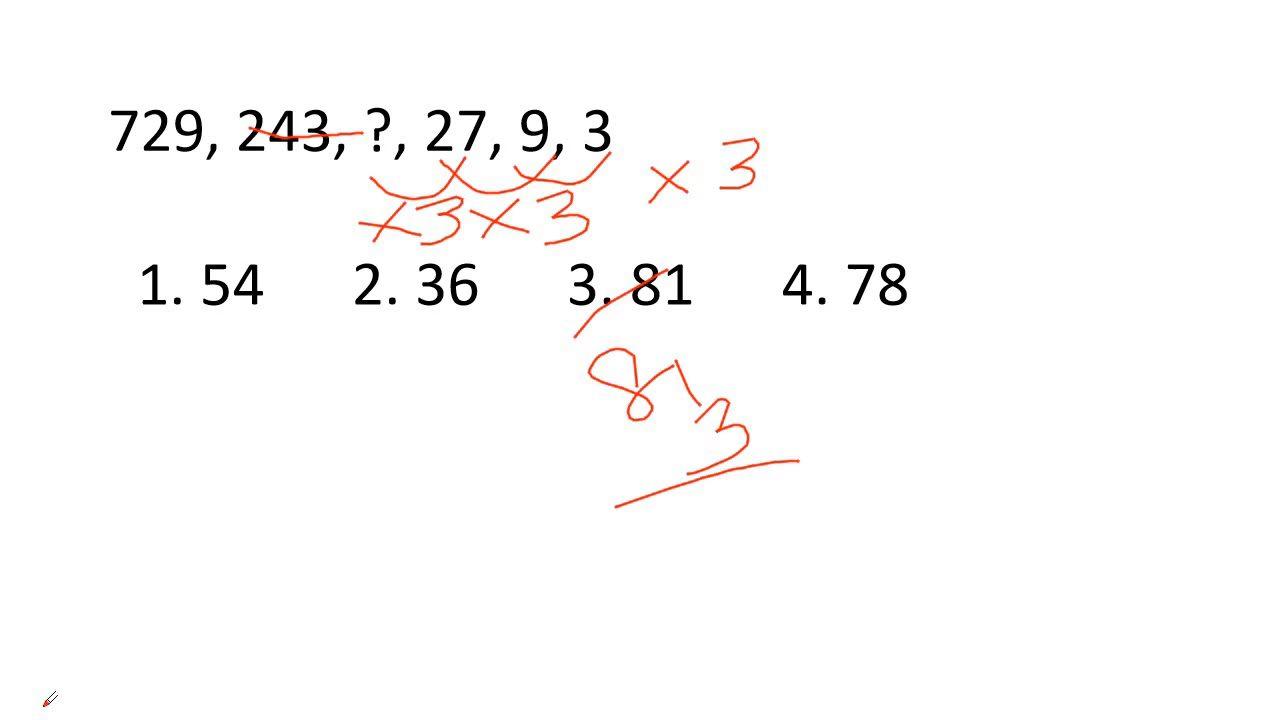 729, 243, ?, 27, 9, 3
×3
×3×3
1. 54 2. 36 3. 81 4. 78
81
3